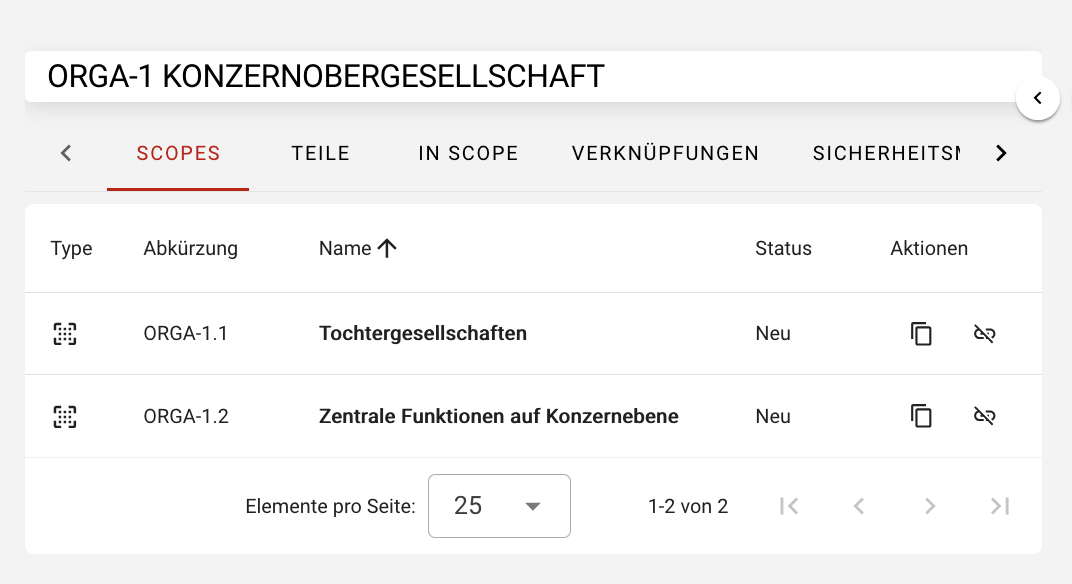 ORGA-1 KONZERNOBERGESELLSCHAFT
SCOPES TEILE IN SCOPE VERKNÜPFUNGEN SICHERHEITSM
Type Abkürzung Name Status Aktionen
ORGA-1.1 Tochtergesellschaften Neu
ORGA-1.2 Zentrale Funktionen auf Konzernebene Neu
Elemente pro Seite: 25 1-2 von 2